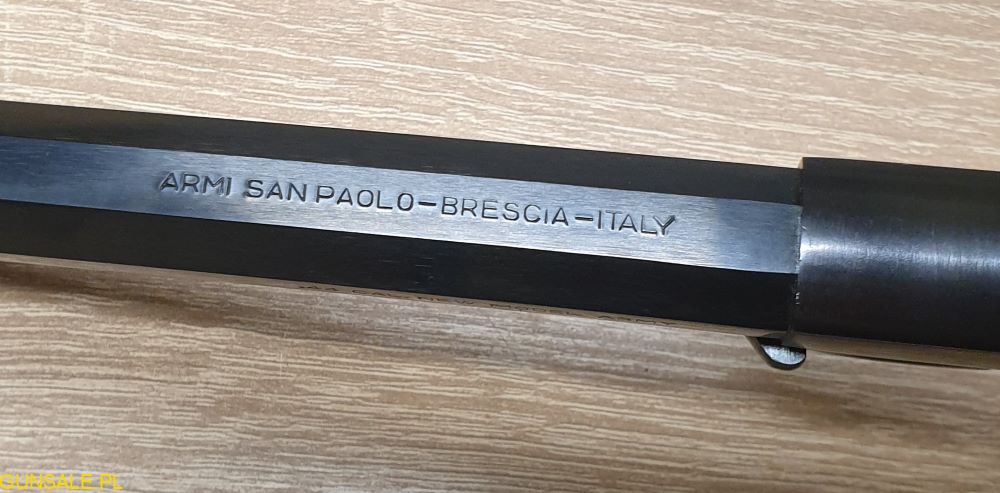 ARMI SAN PAOLO-BRESCIA-ITALY
GUNSALE.PL